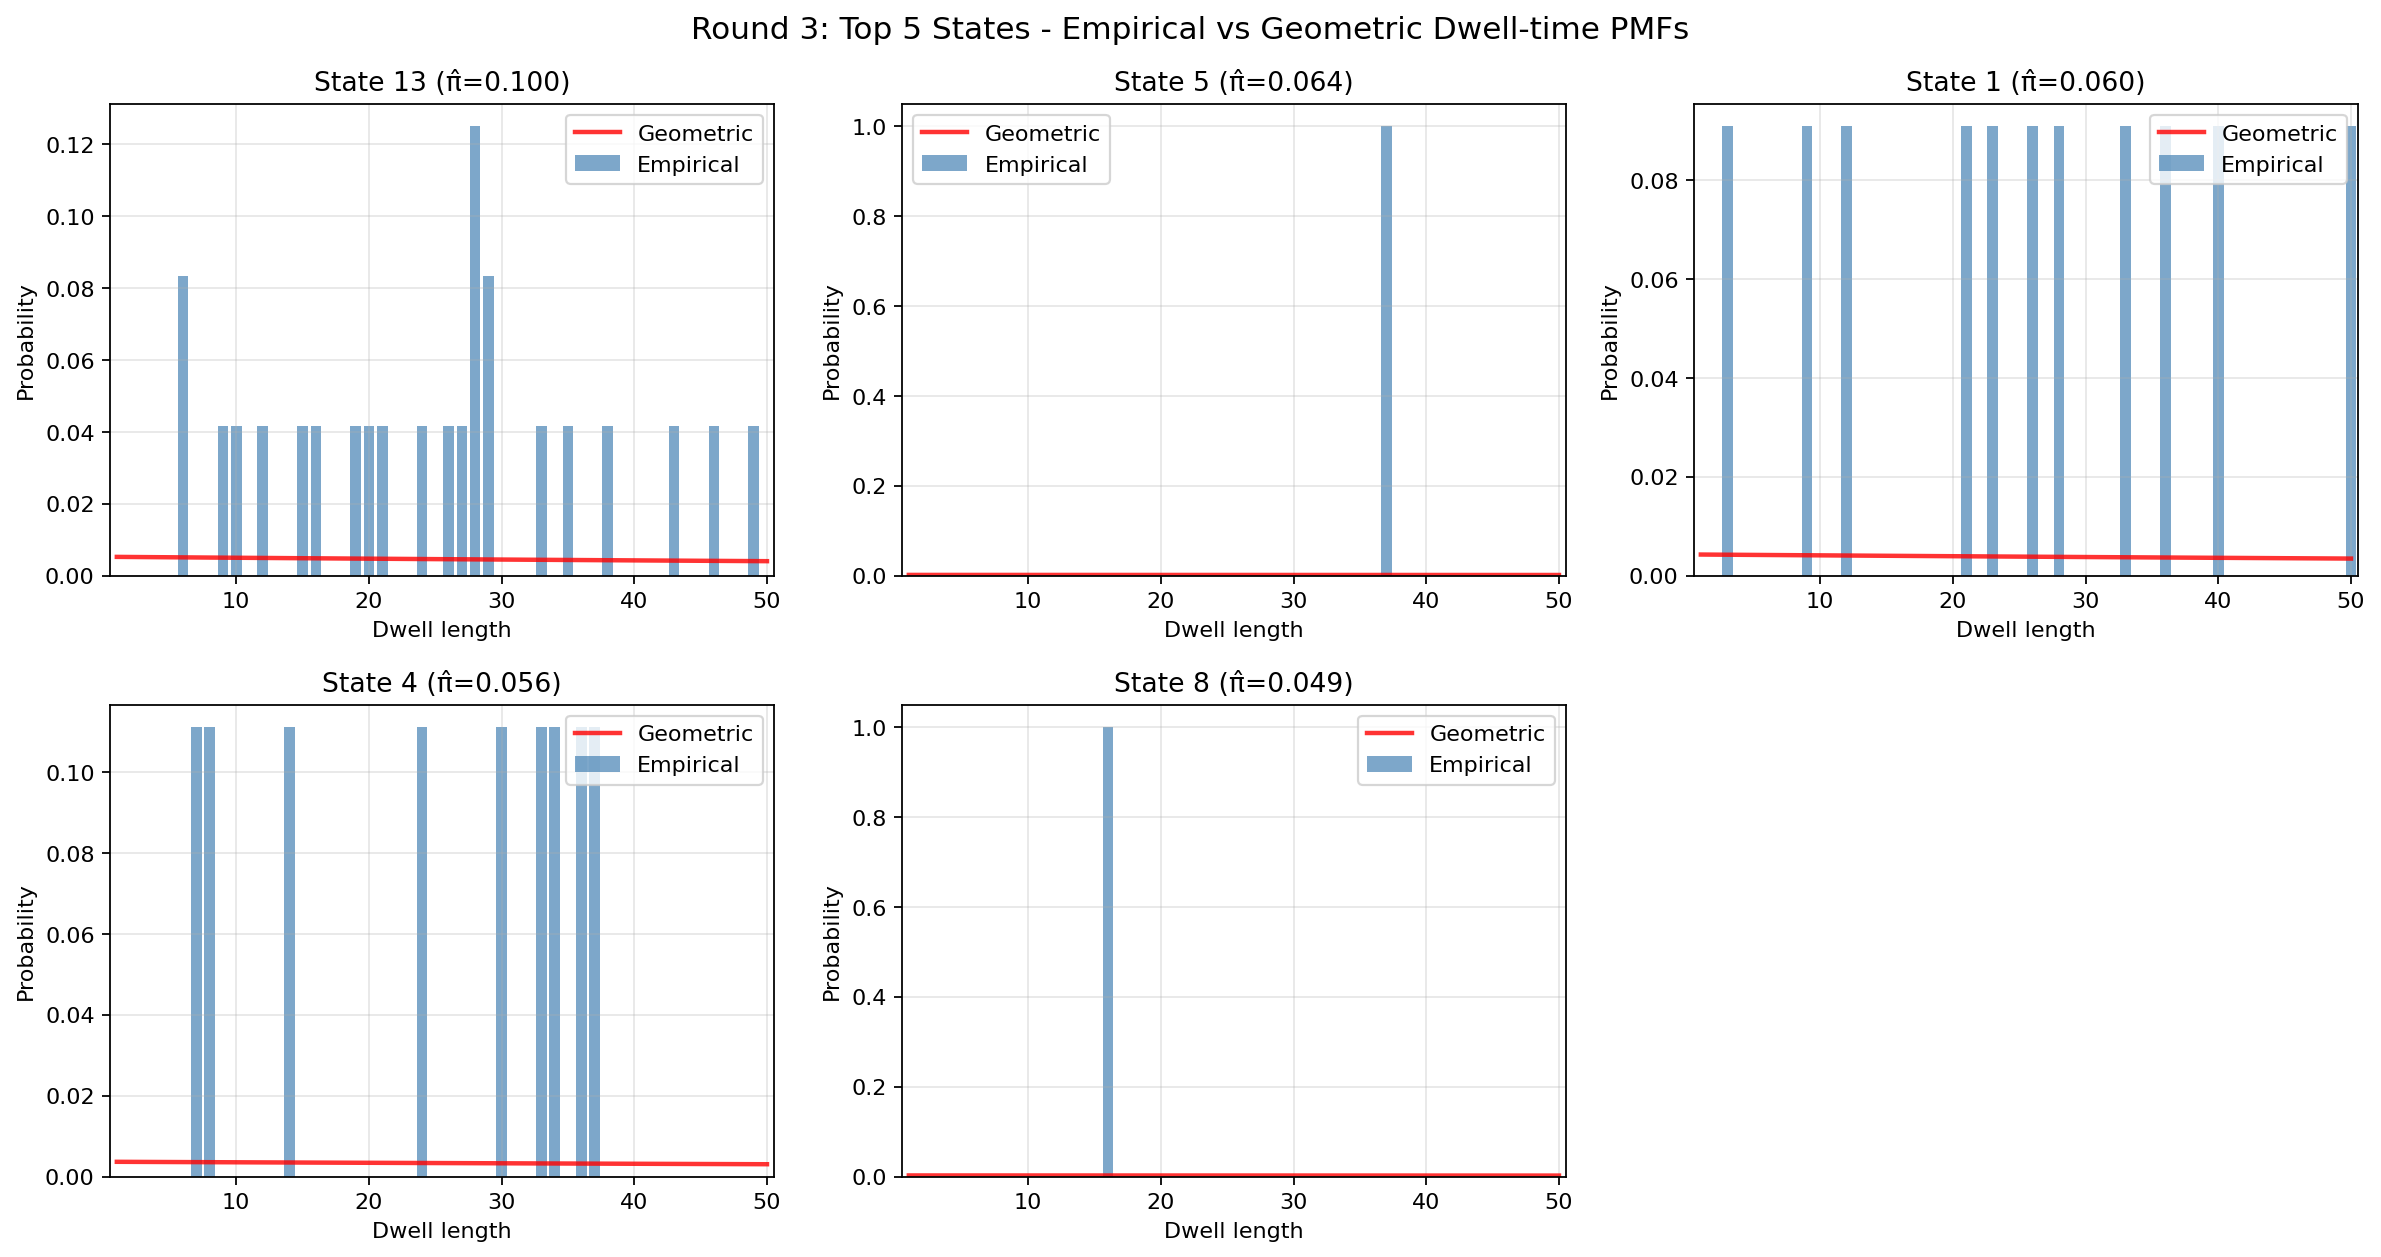 Round 3: Top 5 States - Empirical vs Geometric Dwell-time PMFs
State 13 (π̂=0.100)
Geometric
Empirical
Probability
0.12
0.10
0.08
0.06
0.04
0.02
0.00
10 20 30 40 50
Dwell length
State 5 (π̂=0.064)
Geometric
Empirical
Probability
1.0
0.8
0.6
0.4
0.2
0.0
10 20 30 40 50
Dwell length
State 1 (π̂=0.060)
Geometric
Empirical
Probability
0.08
0.06
0.04
0.02
0.00
10 20 30 40 50
Dwell length
State 4 (π̂=0.056)
Geometric
Empirical
Probability
0.10
0.08
0.06
0.04
0.02
0.00
10 20 30 40 50
Dwell length
State 8 (π̂=0.049)
Geometric
Empirical
Probability
1.0
0.8
0.6
0.4
0.2
0.0
10 20 30 40 50
Dwell length